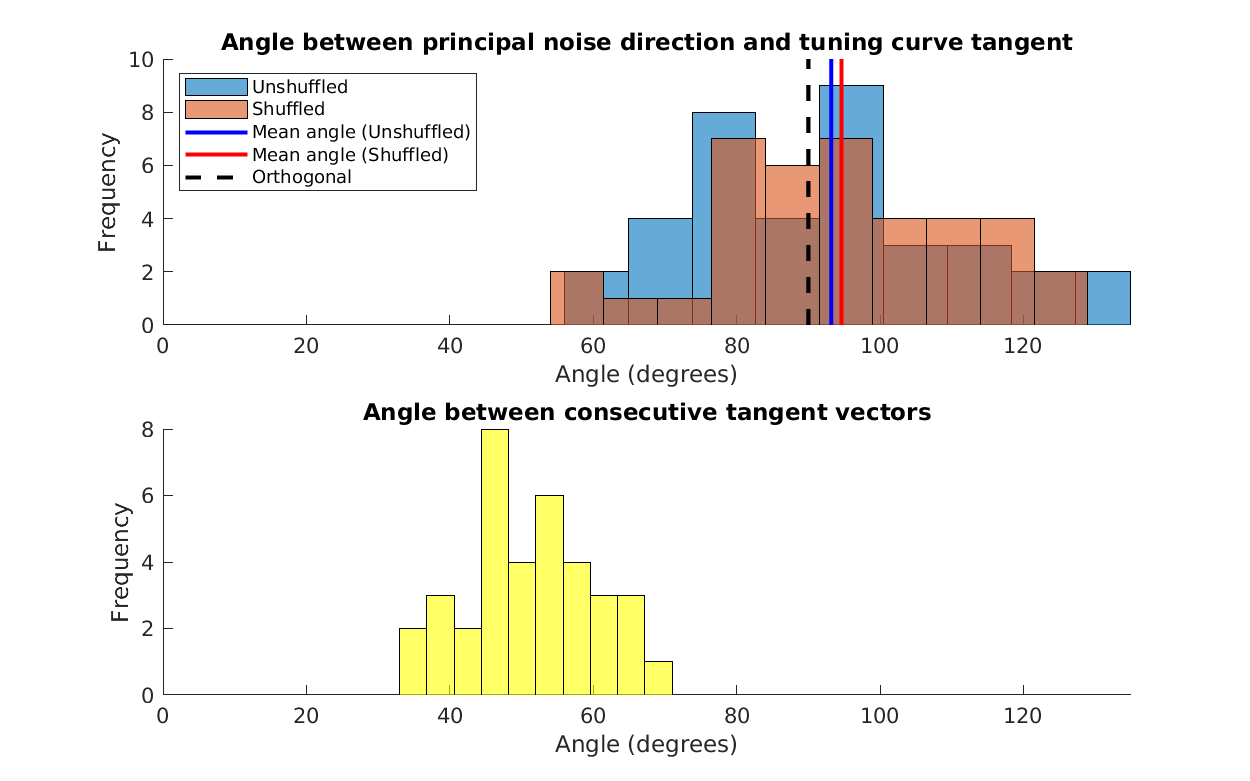 Angle between principal noise direction and tuning curve tangent
10
8
6
4
2
0
Frequency
Unshuffled
Shuffled
Mean angle (Unshuffled)
Mean angle (Shuffled)
Orthogonal
0 20 40 60 80 100 120
Angle (degrees)
Angle between consecutive tangent vectors
8
6
4
2
0
Frequency
0 20 40 60 80 100 120
Angle (degrees)